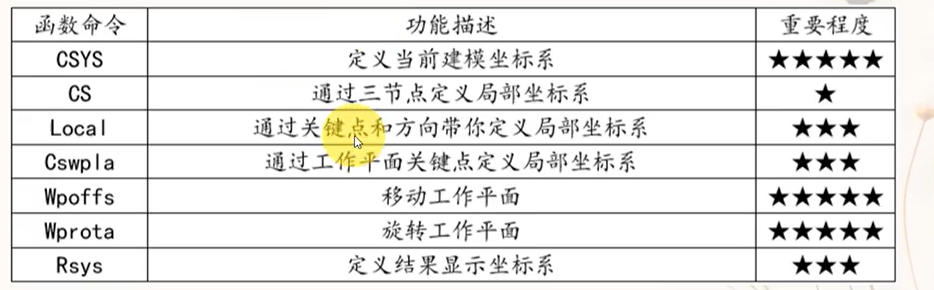 函数命令 功能描述 重要程度
CSYS 定义当前建模坐标系 ★★★★★
CS 通过三节点定义局部坐标系 ★
Local 通过关键点和方向带你定义局部坐标系 ★★★
Cswpla 通过工作平面关键点定义局部坐标系 ★★★
Wpoffs 移动工作平面 ★★★★★
Wprota 旋转工作平面 ★★★★★
Rsys 定义结果显示坐标系 ★★★